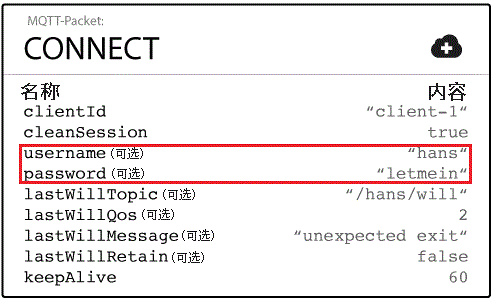 MQTT-Packet:
CONNECT
名称 内容
clientId “client-1“
cleanSession true
username(可选) “hans“
password(可选) “letmein“
lastWillTopic(可选) “/hans/will“
lastWillQos(可选) 2
lastWillMessage(可选) “unexpected exit“
lastWillRetain(可选) false
keepAlive 60